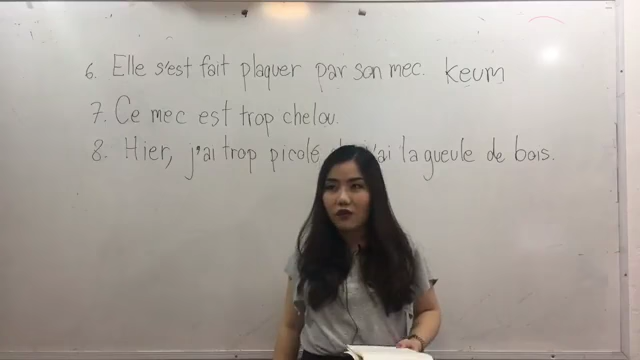 6. Elle s'est fait plaquer par son mec. keum
7. Ce mec est trop chelou.
8. Hier, j'ai trop picolé j'ai la gueule de bois.